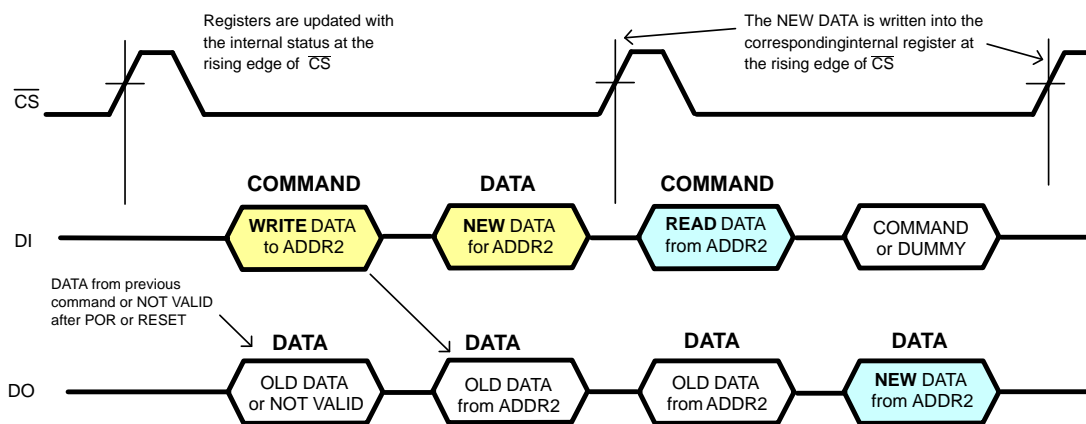 Registers are updated with
the internal status at the
rising edge of CS
The NEW DATA is written into the
correspondinginternal register at
the rising edge of CS
CS
COMMAND
DATA
COMMAND
DI
WRITE DATA
to ADDR2
NEW DATA
for ADDR2
READ DATA
from ADDR2
COMMAND
or DUMMY
DATA from previous
command or NOT VALID
after POR or RESET
DATA
DATA
DATA
DATA
DO
OLD DATA
or NOT VALID
OLD DATA
from ADDR2
OLD DATA
from ADDR2
NEW DATA
from ADDR2